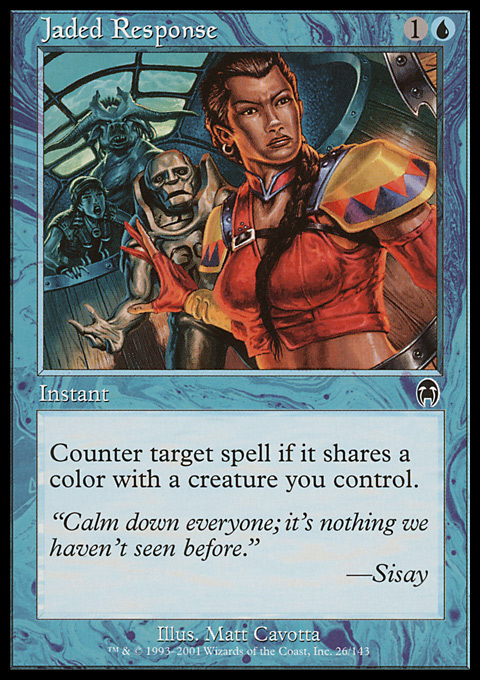 Jaded Response 1
Instant
Counter target spell if it shares a
color with a creature you control.
“Calm down everyone; it’s nothing we
haven’t seen before.”
—Sisay
Illus. Matt Cavotta
™ & © 1993-2001 Wizards of the Coast, Inc. 26/143